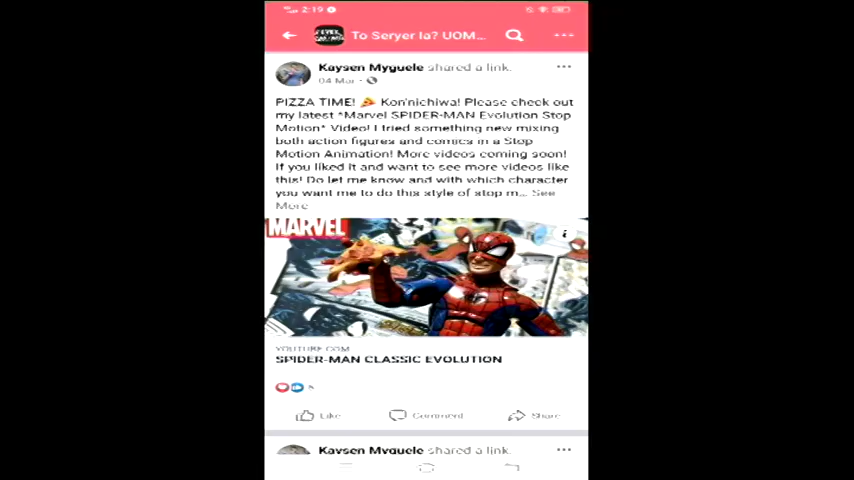 2:19
To Seryer la? UOM...
Kaysen Myguele shared a link.
04 Mar
PIZZA TIME! 🍕 Kon'nichiwa! Please check out
my latest *Marvel SPIDER-MAN Evolution Stop
Motion* Video! I tried something new mixing
both action figures and comics in a Stop
Motion Animation! More videos coming soon!
If you liked it and want to see more videos like
this! Do let me know and with which character
you want me to do this style of stop m... See
More
MARVEL
YOUTUBE.COM
SPIDER-MAN CLASSIC EVOLUTION
Like Comment Share
Kaysen Myguele shared a link.